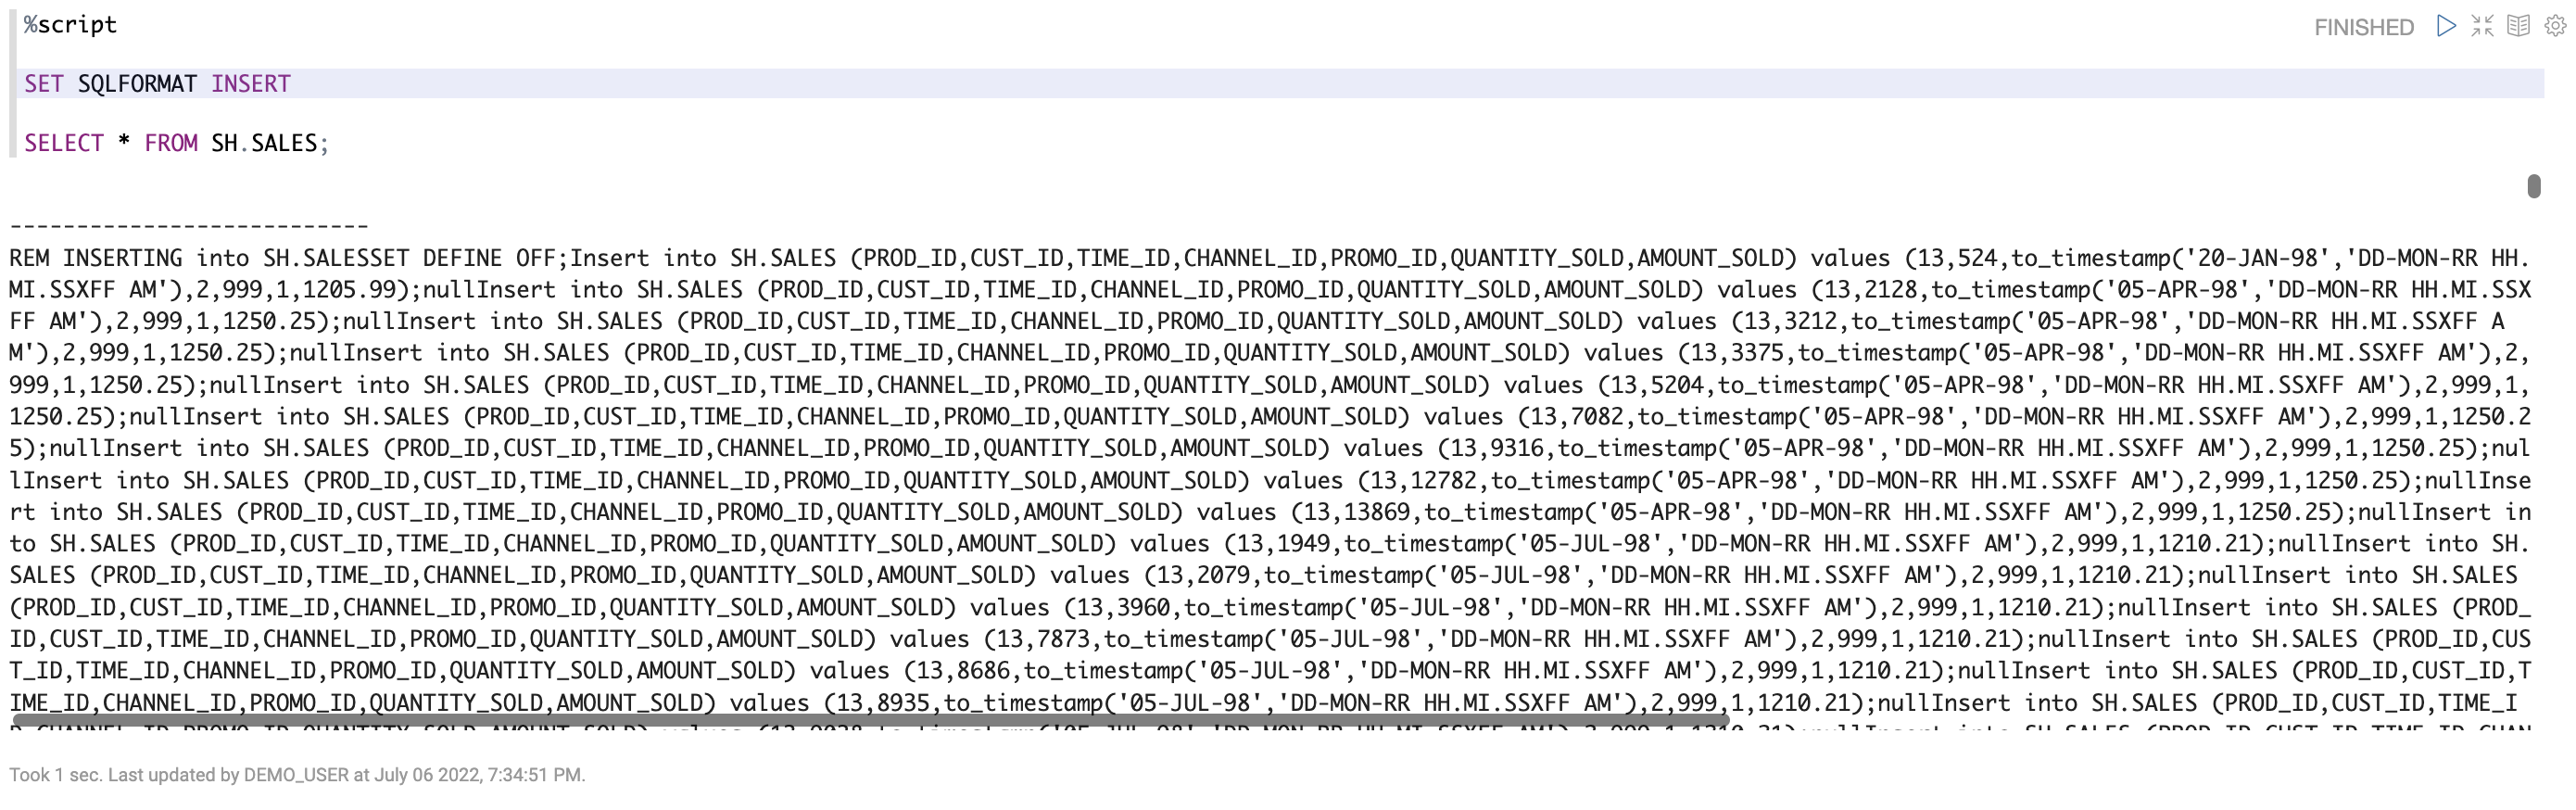 %script
FINISHED
SET SQLFORMAT INSERT
SELECT * FROM SH.SALES;
---------------------------
REM INSERTING into SH.SALESSET DEFINE OFF;Insert into SH.SALES (PROD_ID,CUST_ID,TIME_ID,CHANNEL_ID,PROMO_ID,QUANTITY_SOLD,AMOUNT_SOLD) values (13,524,to_timestamp('20-JAN-98','DD-MON-RR HH.
MI.SSXFF AM'),2,999,1,1205.99);nullInsert into SH.SALES (PROD_ID,CUST_ID,TIME_ID,CHANNEL_ID,PROMO_ID,QUANTITY_SOLD,AMOUNT_SOLD) values (13,2128,to_timestamp('05-APR-98','DD-MON-RR HH.MI.SSX
FF AM'),2,999,1,1250.25);nullInsert into SH.SALES (PROD_ID,CUST_ID,TIME_ID,CHANNEL_ID,PROMO_ID,QUANTITY_SOLD,AMOUNT_SOLD) values (13,3212,to_timestamp('05-APR-98','DD-MON-RR HH.MI.SSXFF A
M'),2,999,1,1250.25);nullInsert into SH.SALES (PROD_ID,CUST_ID,TIME_ID,CHANNEL_ID,PROMO_ID,QUANTITY_SOLD,AMOUNT_SOLD) values (13,3375,to_timestamp('05-APR-98','DD-MON-RR HH.MI.SSXFF AM'),2,
999,1,1250.25);nullInsert into SH.SALES (PROD_ID,CUST_ID,TIME_ID,CHANNEL_ID,PROMO_ID,QUANTITY_SOLD,AMOUNT_SOLD) values (13,5204,to_timestamp('05-APR-98','DD-MON-RR HH.MI.SSXFF AM'),2,999,1,
1250.25);nullInsert into SH.SALES (PROD_ID,CUST_ID,TIME_ID,CHANNEL_ID,PROMO_ID,QUANTITY_SOLD,AMOUNT_SOLD) values (13,7082,to_timestamp('05-APR-98','DD-MON-RR HH.MI.SSXFF AM'),2,999,1,1250.2
5);nullInsert into SH.SALES (PROD_ID,CUST_ID,TIME_ID,CHANNEL_ID,PROMO_ID,QUANTITY_SOLD,AMOUNT_SOLD) values (13,9316,to_timestamp('05-APR-98','DD-MON-RR HH.MI.SSXFF AM'),2,999,1,1250.25);nul
lInsert into SH.SALES (PROD_ID,CUST_ID,TIME_ID,CHANNEL_ID,PROMO_ID,QUANTITY_SOLD,AMOUNT_SOLD) values (13,12782,to_timestamp('05-APR-98','DD-MON-RR HH.MI.SSXFF AM'),2,999,1,1250.25);nullInse
rt into SH.SALES (PROD_ID,CUST_ID,TIME_ID,CHANNEL_ID,PROMO_ID,QUANTITY_SOLD,AMOUNT_SOLD) values (13,13869,to_timestamp('05-APR-98','DD-MON-RR HH.MI.SSXFF AM'),2,999,1,1250.25);nullInsert in
to SH.SALES (PROD_ID,CUST_ID,TIME_ID,CHANNEL_ID,PROMO_ID,QUANTITY_SOLD,AMOUNT_SOLD) values (13,1949,to_timestamp('05-JUL-98','DD-MON-RR HH.MI.SSXFF AM'),2,999,1,1210.21);nullInsert into SH.
SALES (PROD_ID,CUST_ID,TIME_ID,CHANNEL_ID,PROMO_ID,QUANTITY_SOLD,AMOUNT_SOLD) values (13,2079,to_timestamp('05-JUL-98','DD-MON-RR HH.MI.SSXFF AM'),2,999,1,1210.21);nullInsert into SH.SALES
(PROD_ID,CUST_ID,TIME_ID,CHANNEL_ID,PROMO_ID,QUANTITY_SOLD,AMOUNT_SOLD) values (13,3960,to_timestamp('05-JUL-98','DD-MON-RR HH.MI.SSXFF AM'),2,999,1,1210.21);nullInsert into SH.SALES (PROD_
ID,CUST_ID,TIME_ID,CHANNEL_ID,PROMO_ID,QUANTITY_SOLD,AMOUNT_SOLD) values (13,7873,to_timestamp('05-JUL-98','DD-MON-RR HH.MI.SSXFF AM'),2,999,1,1210.21);nullInsert into SH.SALES (PROD_ID,CUS
T_ID,TIME_ID,CHANNEL_ID,PROMO_ID,QUANTITY_SOLD,AMOUNT_SOLD) values (13,8686,to_timestamp('05-JUL-98','DD-MON-RR HH.MI.SSXFF AM'),2,999,1,1210.21);nullInsert into SH.SALES (PROD_ID,CUST_ID,T
IME_ID,CHANNEL_ID,PROMO_ID,QUANTITY_SOLD,AMOUNT_SOLD) values (13,8935,to_timestamp('05-JUL-98','DD-MON-RR HH.MI.SSXFF AM'),2,999,1,1210.21);nullInsert into SH.SALES (PROD_ID,CUST_ID,TIME_I
Took 1 sec. Last updated by DEMO_USER at July 06 2022, 7:34:51 PM.